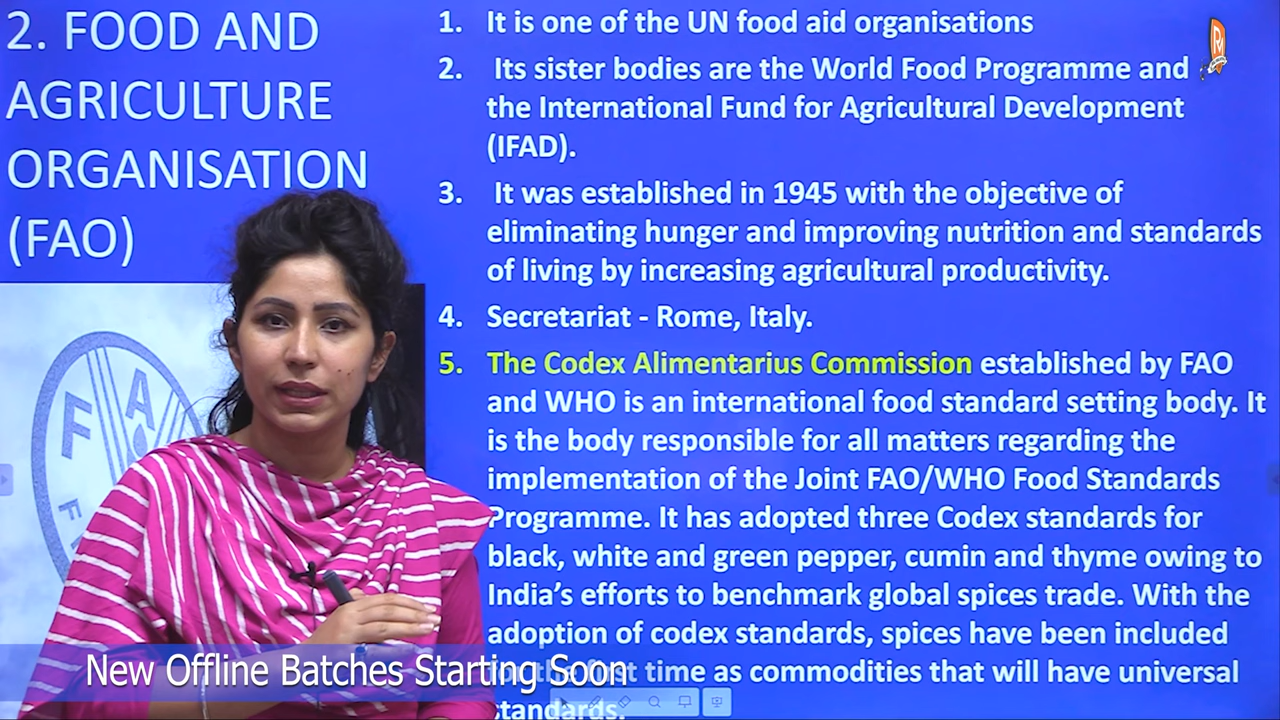 2. FOOD AND
AGRICULTURE
ORGANISATION
(FAO)
F A
F
1. It is one of the UN food aid organisations
2. Its sister bodies are the World Food Programme and
the International Fund for Agricultural Development
(IFAD).
3. It was established in 1945 with the objective of
eliminating hunger and improving nutrition and standards
of living by increasing agricultural productivity.
4. Secretariat - Rome, Italy.
5. The Codex Alimentarius Commission established by FAO
and WHO is an international food standard setting body. It
is the body responsible for all matters regarding the
implementation of the Joint FAO/WHO Food Standards
Programme. It has adopted three Codex standards for
black, white and green pepper, cumin and thyme owing to
India's efforts to benchmark global spices trade. With the
adoption of codex standards, spices have been included
time as commodities that will have universal
standards.
New Offline Batches Starting Soon